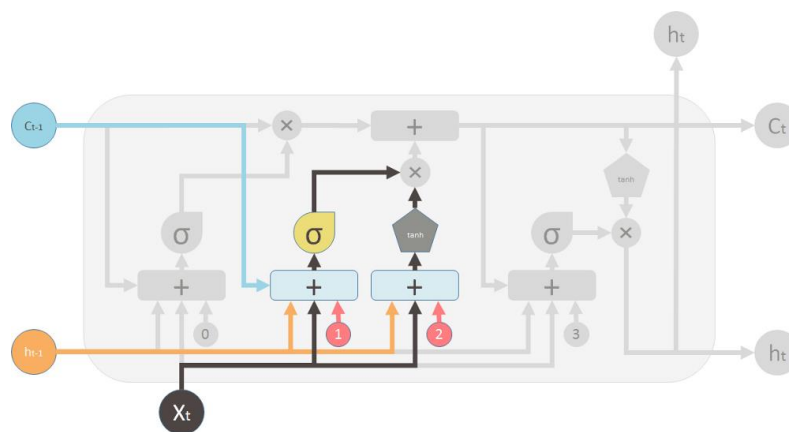 hₜ
Cₜ₋₁ × + Cₜ
× tanh
σ σ tanh σ ×
+ + + +
0 1 2 3
hₜ₋₁ hₜ
Xₜ